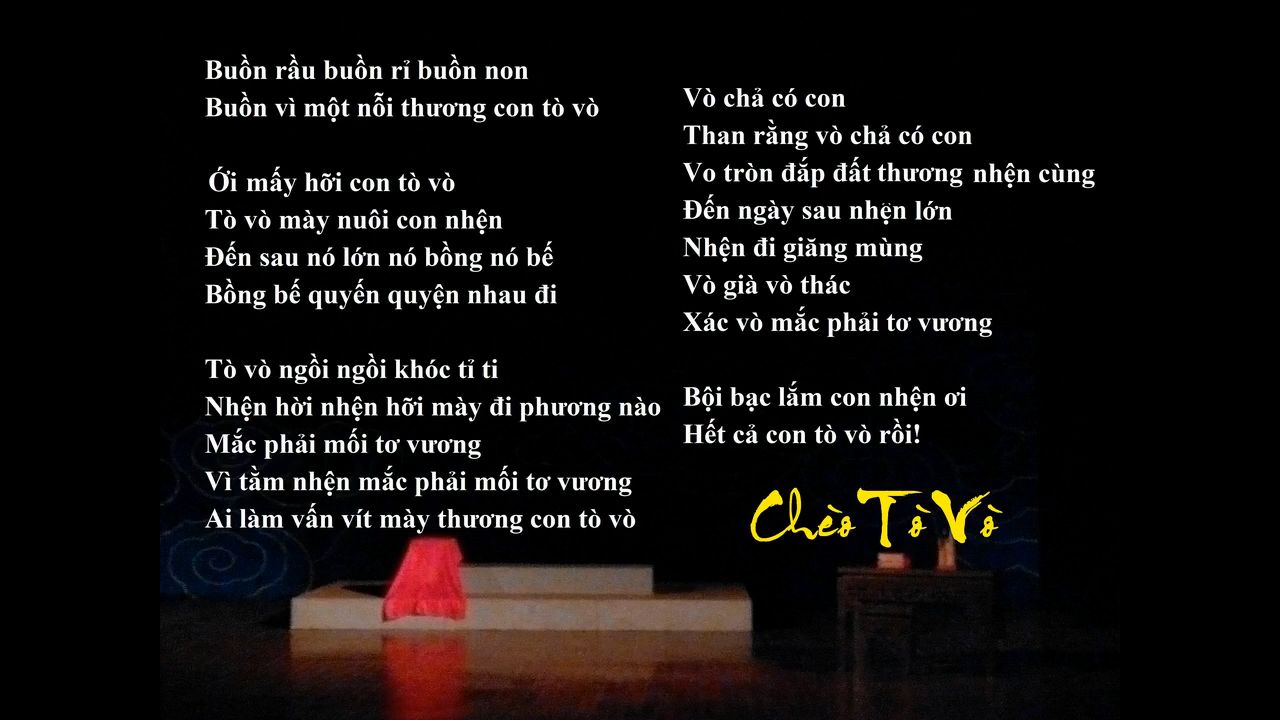 Buồn rầu buồn rỉ buồn non
Buồn vì một nỗi thương con tò vò
Ới mấy hỡi con tò vò
Tò vò mày nuôi con nhện
Đến sau nó lớn nó bồng nó bế
Bồng bế quyến quyện nhau đi
Tò vò ngồi ngồi khóc tỉ ti
Nhện hời nhện hỡi mày đi phương nào
Mắc phải mối tơ vương
Vì tằm nhện mắc phải mối tơ vương
Ai làm vấn vít mày thương con tò vò
Vò chả có con
Than rằng vò chả có con
Vo tròn đắp đất thương nhện cùng
Đến ngày sau nhện lớn
Nhện đi giăng mùng
Vò già vò thác
Xác vò mắc phải tơ vương
Bội bạc lắm con nhện ơi
Hết cả con tò vò rồi!
Chèo Tò Vò